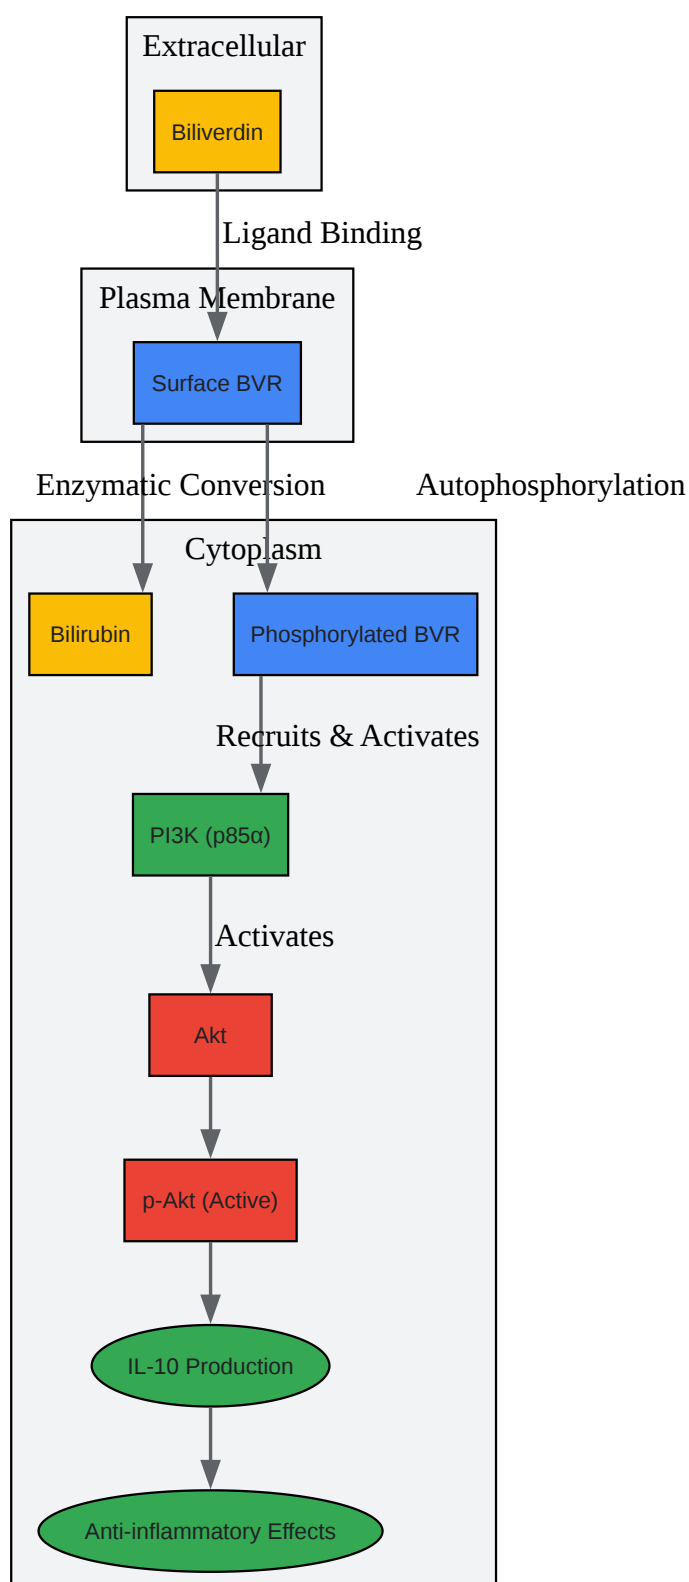 Extracellular
Biliverdin
Ligand Binding
Plasma Membrane
Surface BVR
Enzymatic Conversion
Autophosphorylation
Cytoplasm
Bilirubin
Phosphorylated BVR
Recruits & Activates
PI3K (p85α)
Activates
Akt
p-Akt (Active)
IL-10 Production
Anti-inflammatory Effects